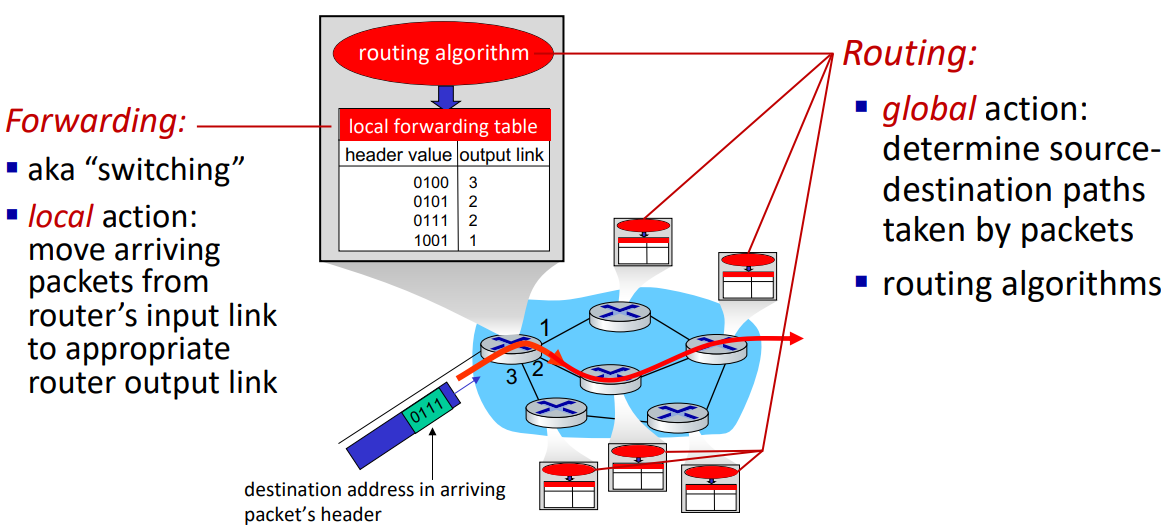 Forwarding:
▪ aka “switching”
▪ local action:
move arriving
packets from
router’s input link
to appropriate
router output link
routing algorithm
local forwarding table
header value output link
0100 3
0101 2
0111 2
1001 1
Routing:
▪ global action:
determine source-
destination paths
taken by packets
▪ routing algorithms
1
2
3
0111
destination address in arriving
packet’s header